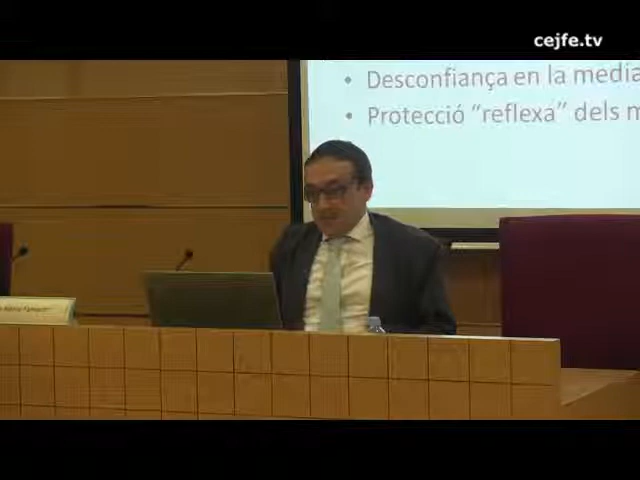 cejfe.tv
• Desconfiança en la media
• Protecció “reflexa” dels m